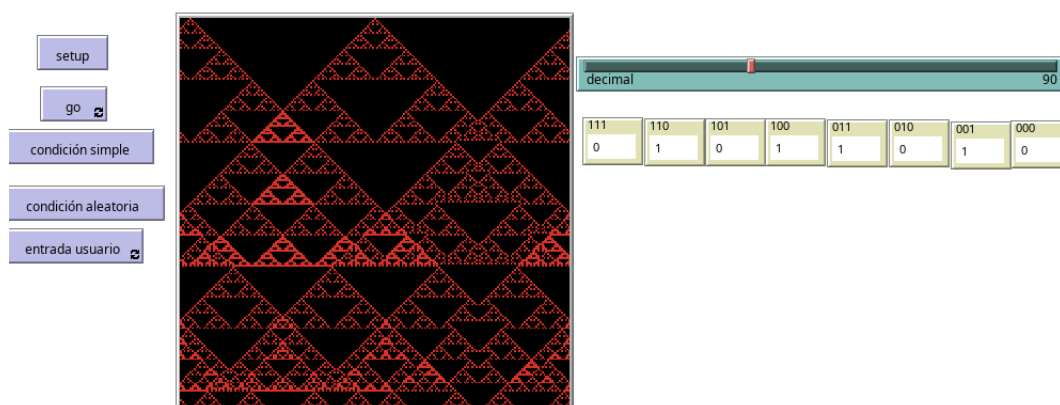 setup
go
condición simple
condición aleatoria
entrada usuario
decimal 90
111 110 101 100 011 010 001 000
0 1 0 1 1 0 1 0